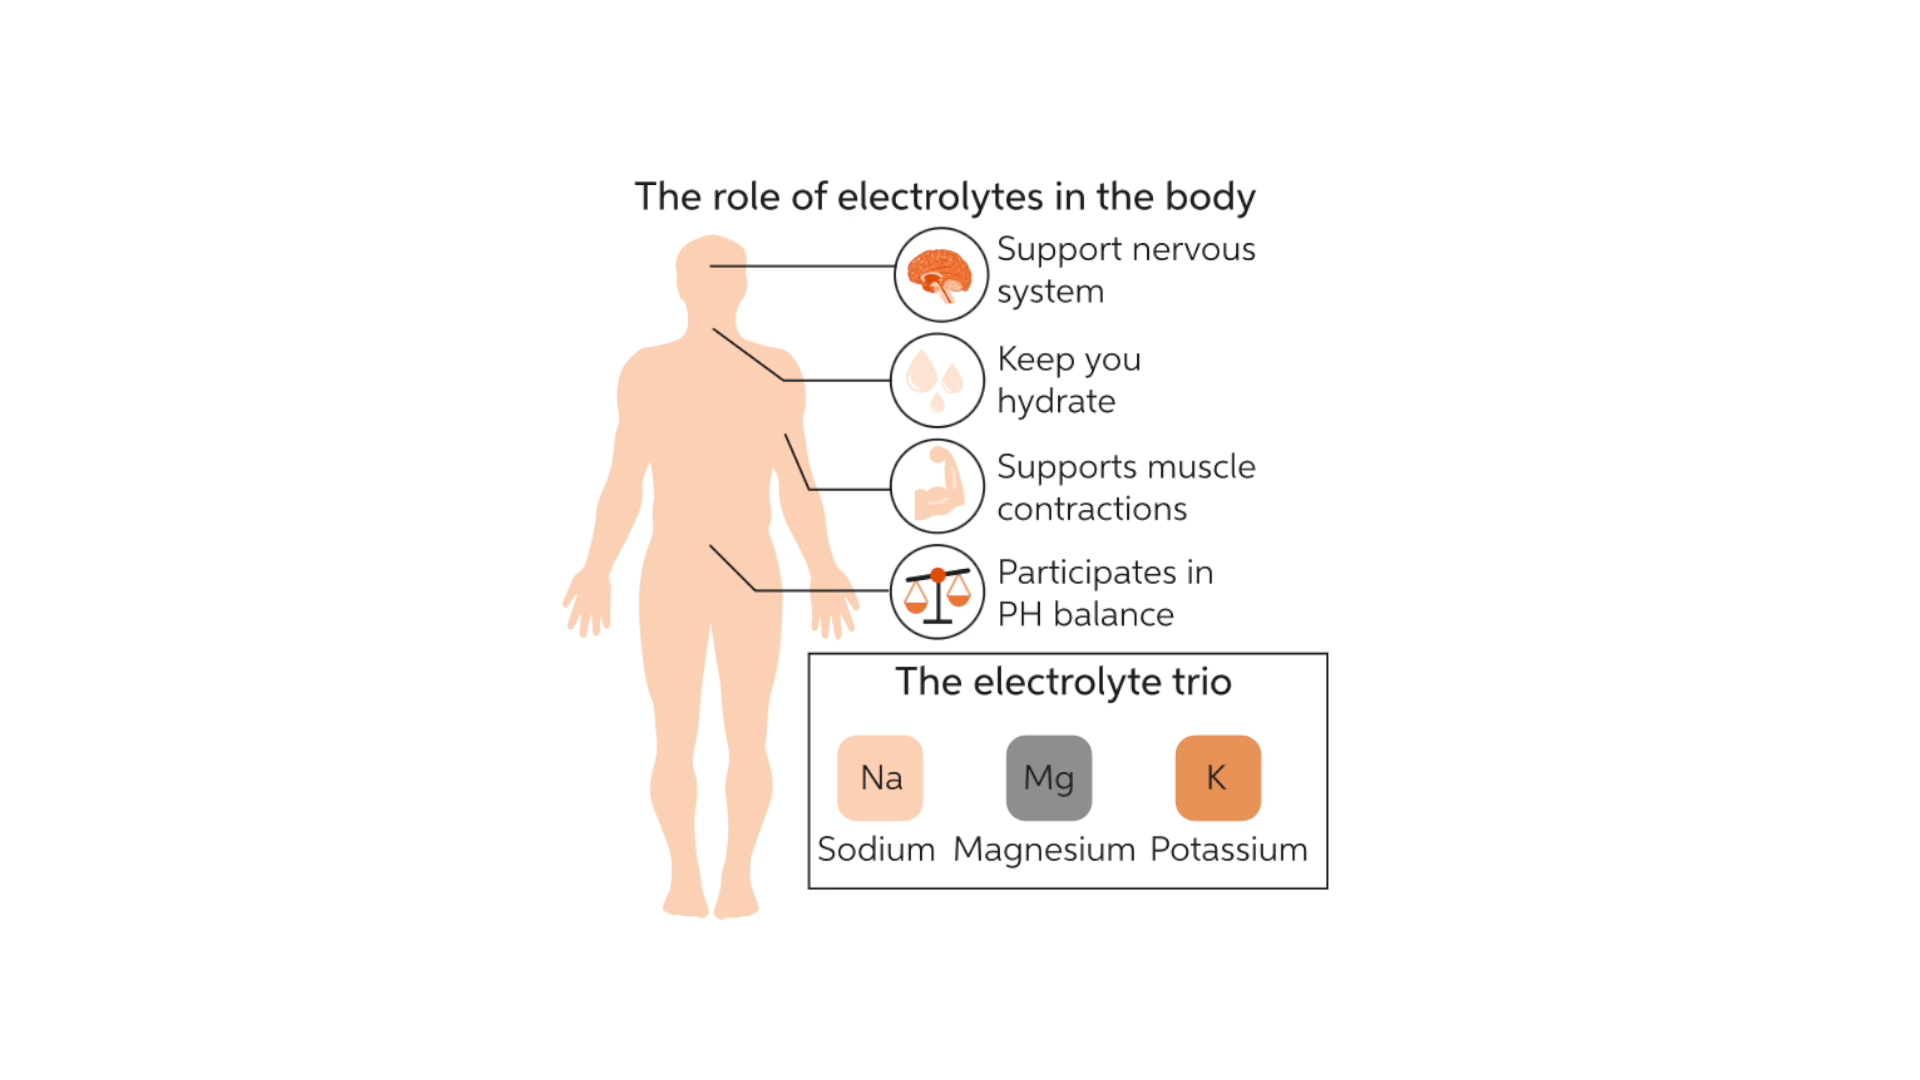 The role of electrolytes in the body
Support nervous
system
Keep you
hydrate
Supports muscle
contractions
Participates in
PH balance
The electrolyte trio
Na
Mg
K
Sodium
Magnesium
Potassium